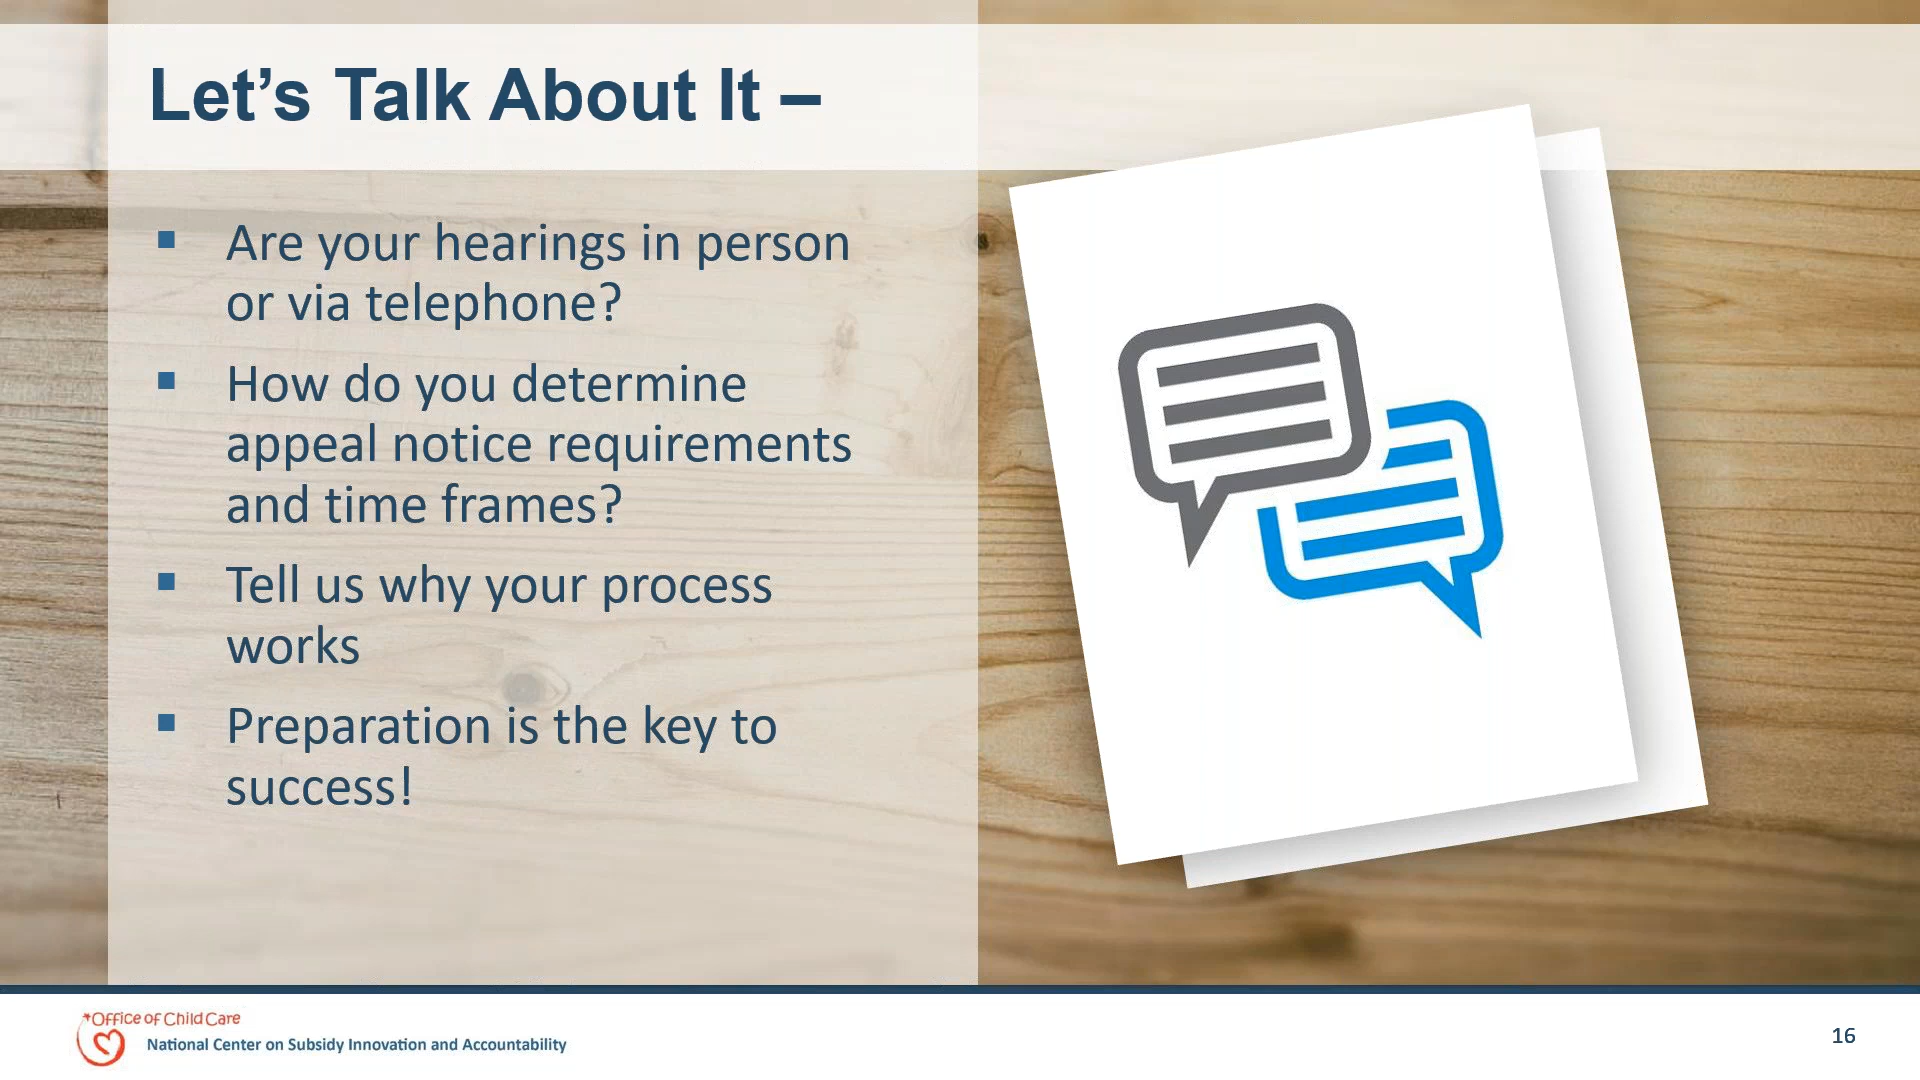 Let’s Talk About It –
▪ Are your hearings in person
or via telephone?
▪ How do you determine
appeal notice requirements
and time frames?
▪ Tell us why your process
works
▪ Preparation is the key to
success!
Office of Child Care
National Center on Subsidy Innovation and Accountability
16